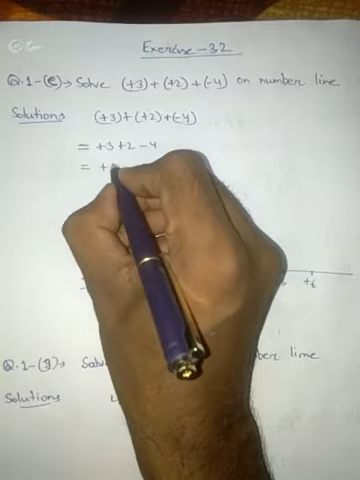 Exercise-32
Q.1-(e)→ Solve (+3)+(+2)+(-4) on number line
Solutions (+3)+(+2)+(-4)
= +3+2-4
= +
+6
Q.1-(g)→ line
Solutions